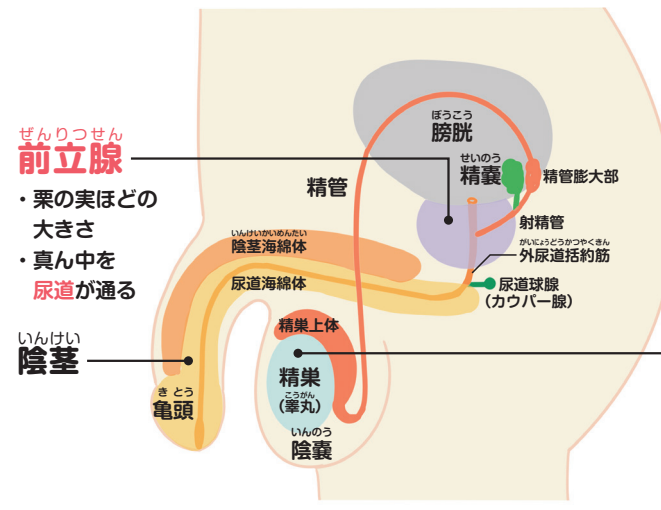 ぜんりつせん
前立腺
・栗の実ほどの
大きさ
・真ん中を
尿道が通る
いんけい
陰茎
ぼうこう
膀胱
せいのう
精嚢
精管膨大部
精管
射精管
がいにょうどうかつやくきん
外尿道括約筋
いんけいかいめんたい
陰茎海綿体
尿道海綿体
尿道球腺
(カウパー腺)
精巣上体
精巣
こうがん
(睾丸)
き とう
亀頭
いんのう
陰嚢